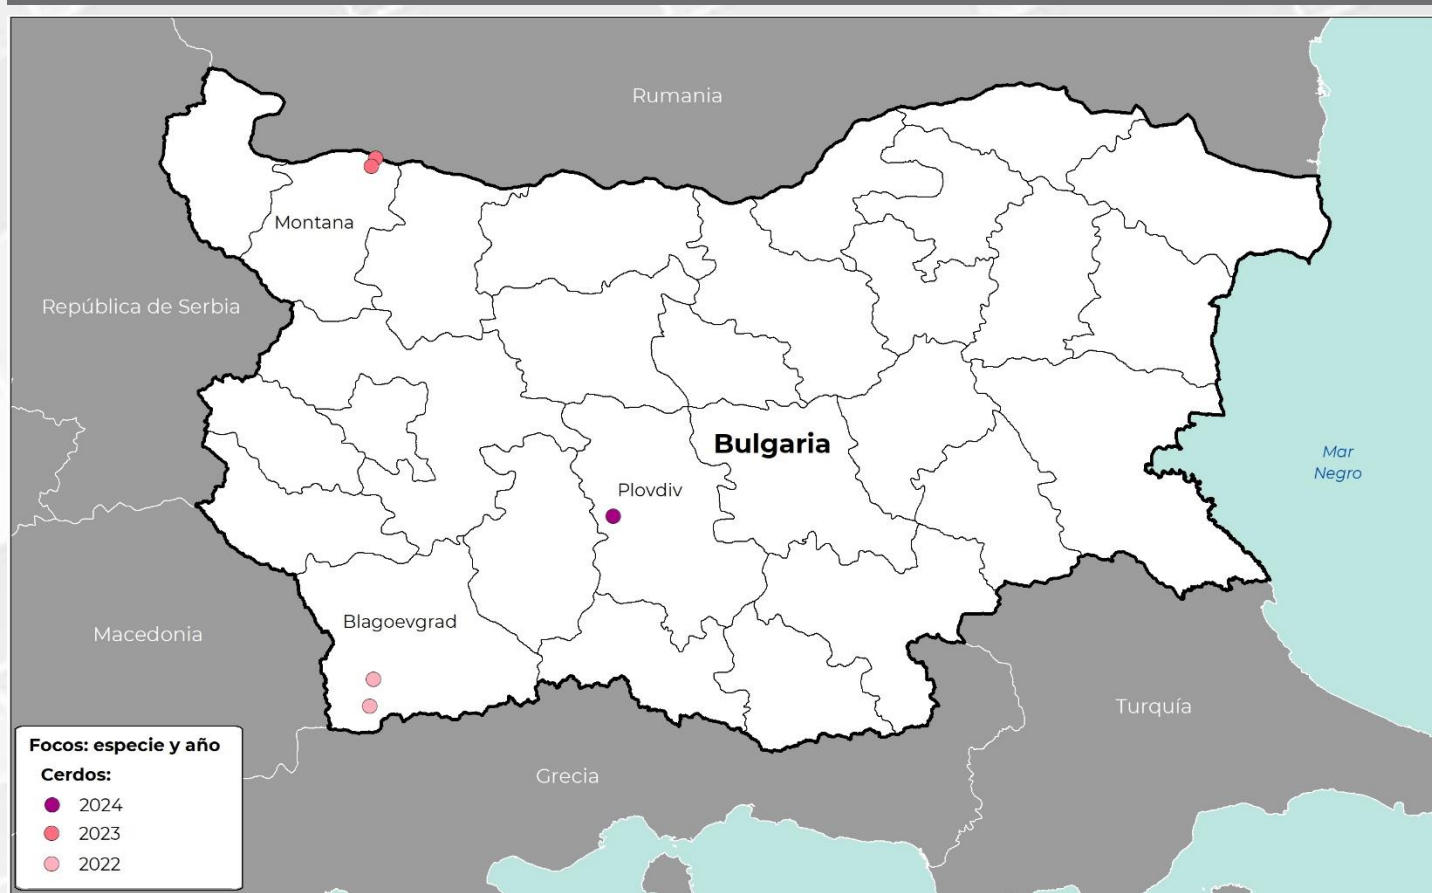 Rumania
Montana
República de Serbia
Bulgaria
Mar
Negro
Plovdiv
Blagoevgrad
Macedonia
Turquía
Grecia
Focos: especie y año
Cerdos:
2024
2023
2022